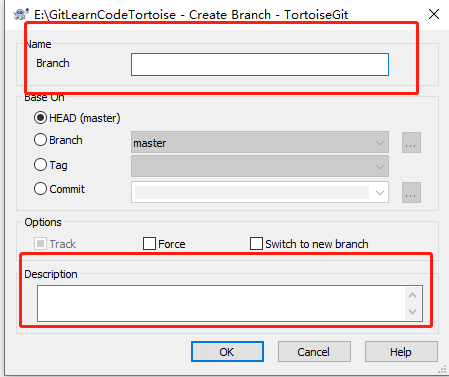 E:\GitLearnCodeTortoise - Create Branch - TortoiseGit
Name
Branch
Base On
HEAD (master)
Branch
master
...
Tag
Commit
...
Options
Track
Force
Switch to new branch
Description
OK
Cancel
Help